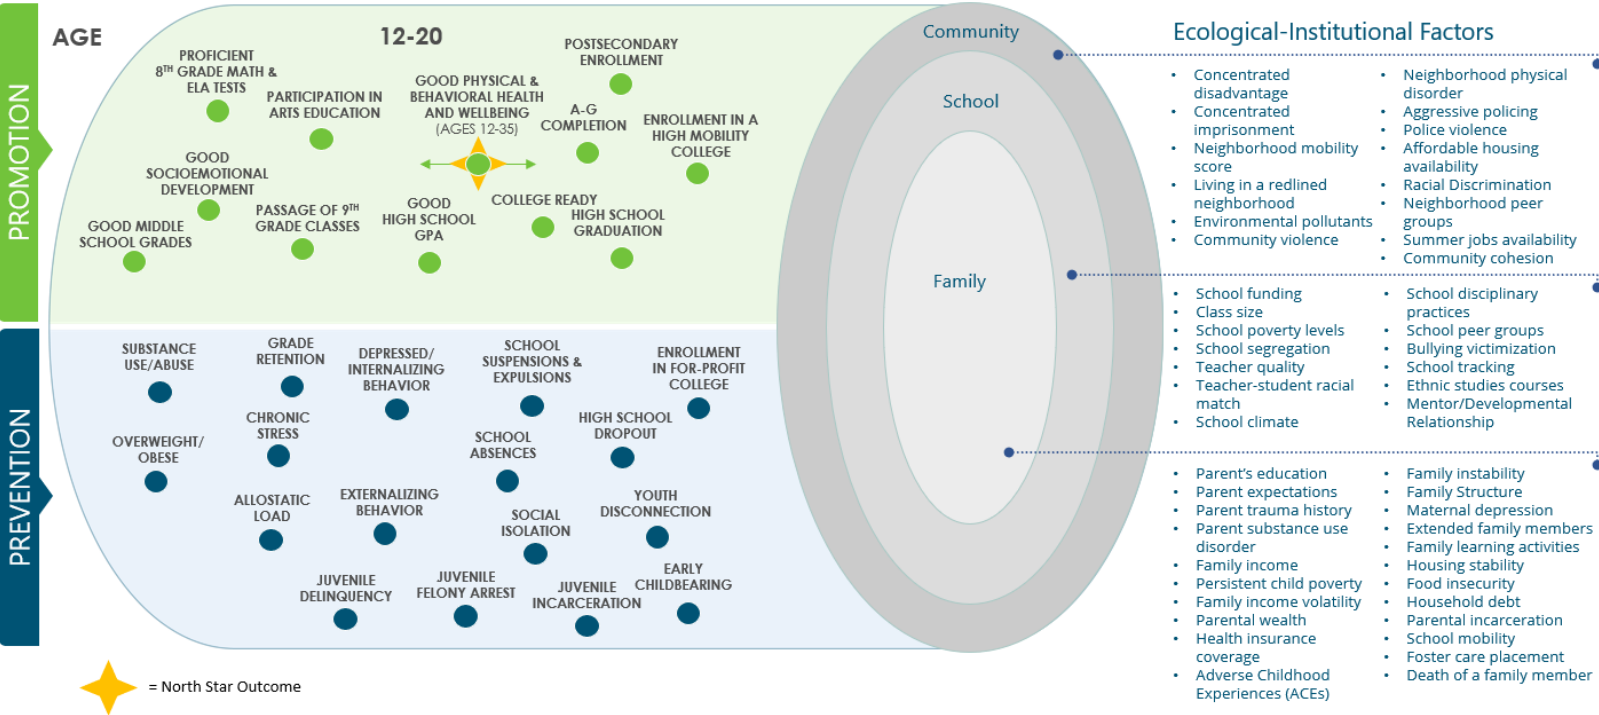 AGE
12-20
PROMOTION
PROFICIENT
8TH GRADE MATH &
ELA TESTS
PARTICIPATION IN
ARTS EDUCATION
GOOD PHYSICAL &
BEHAVIORAL HEALTH
AND WELLBEING
(AGES 12-35)
POSTSECONDARY
ENROLLMENT
A-G
COMPLETION
ENROLLMENT IN A
HIGH MOBILITY
COLLEGE
GOOD
SOCIOEMOTIONAL
DEVELOPMENT
GOOD MIDDLE
SCHOOL GRADES
PASSAGE OF 9TH
GRADE CLASSES
GOOD
HIGH SCHOOL
GPA
COLLEGE READY
HIGH SCHOOL
GRADUATION
PREVENTION
SUBSTANCE
USE/ABUSE
GRADE
RETENTION
DEPRESSED/
INTERNALIZING
BEHAVIOR
SCHOOL
SUSPENSIONS &
EXPULSIONS
ENROLLMENT
IN FOR-PROFIT
COLLEGE
OVERWEIGHT/
OBESE
CHRONIC
STRESS
SCHOOL
ABSENCES
HIGH SCHOOL
DROPOUT
ALLOSTATIC
LOAD
EXTERNALIZING
BEHAVIOR
SOCIAL
ISOLATION
YOUTH
DISCONNECTION
JUVENILE
DELINQUENCY
JUVENILE
FELONY ARREST
JUVENILE
INCARCERATION
EARLY
CHILDBEARING
= North Star Outcome
Community
School
Family
Ecological-Institutional Factors
• Concentrated
disadvantage
• Concentrated
imprisonment
• Neighborhood mobility
score
• Living in a redlined
neighborhood
• Environmental pollutants
• Community violence
• Neighborhood physical
disorder
• Aggressive policing
• Police violence
• Affordable housing
availability
• Racial Discrimination
• Neighborhood peer
groups
• Summer jobs availability
• Community cohesion
• School funding
• Class size
• School poverty levels
• School segregation
• Teacher quality
• Teacher-student racial
match
• School climate
• School disciplinary
practices
• School peer groups
• Bullying victimization
• School tracking
• Ethnic studies courses
• Mentor/Developmental
Relationship
• Parent's education
• Parent expectations
• Parent trauma history
• Parent substance use
disorder
• Family income
• Persistent child poverty
• Family income volatility
• Parental wealth
• Health insurance
coverage
• Adverse Childhood
Experiences (ACEs)
• Family instability
• Family Structure
• Maternal depression
• Extended family members
• Family learning activities
• Housing stability
• Food insecurity
• Household debt
• Parental incarceration
• School mobility
• Foster care placement
• Death of a family member